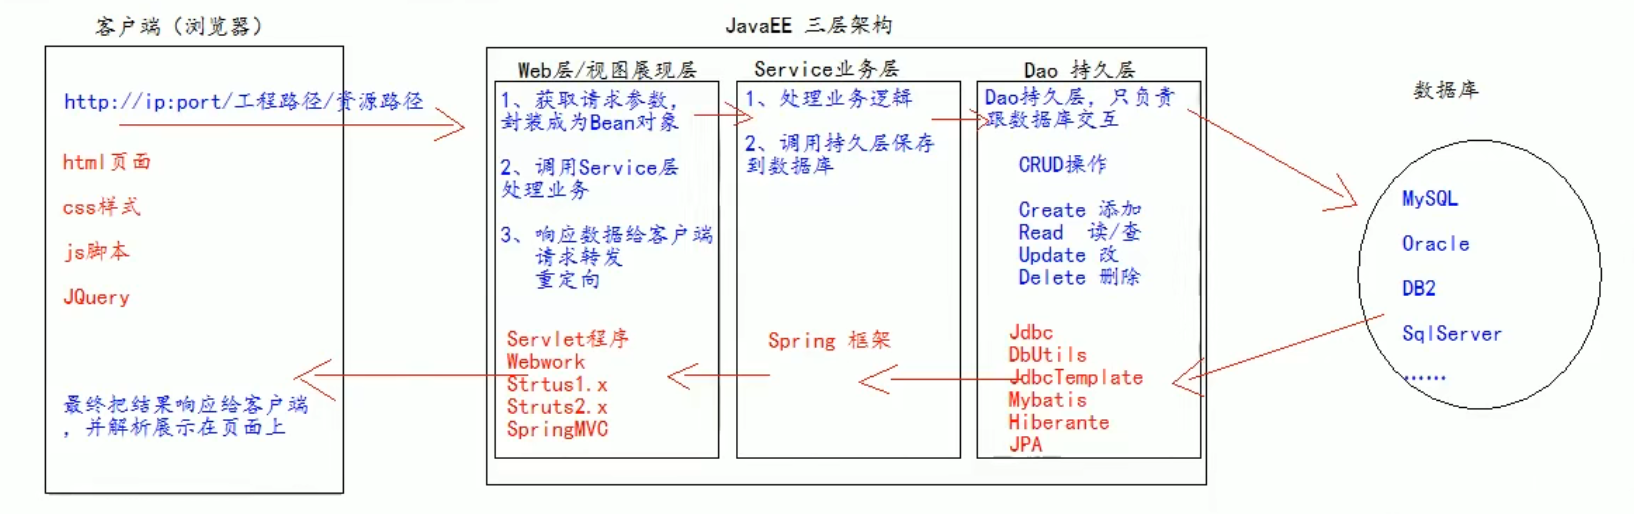 客户端（浏览器）
http://ip:port/工程路径/资源路径
html页面
css样式
js脚本
JQuery
最终把结果响应给客户端
，并解析展示在页面上
JavaEE 三层架构
Web层/视图展现层
1、获取请求参数，
封装成为Bean对象
2、调用Service层
处理业务
3、响应数据给客户端
请求转发
重定向
Servlet程序
Webwork
Strtus1.x
Struts2.x
SpringMVC
Service业务层
1、处理业务逻辑
2、调用持久层保存
到数据库
Spring 框架
Dao 持久层
Dao持久层，只负责
跟数据库交互
CRUD操作
Create 添加
Read 读/查
Update 改
Delete 删除
Jdbc
DbUtils
JdbcTemplate
Mybatis
Hiberante
JPA
数据库
MySQL
Oracle
DB2
SqlServer
......